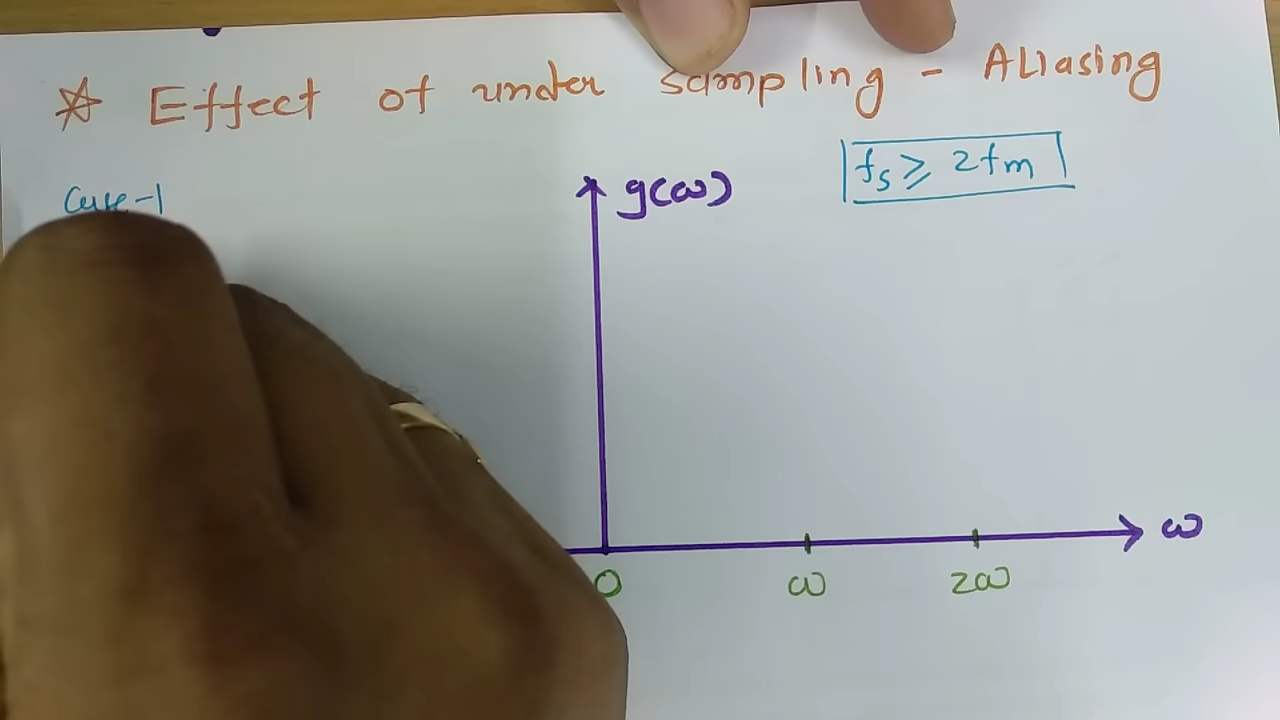 ☆ Effect of under sampling - Aliasing
fs ≥ 2fm
Case-1
g(ω)
ω
0 ω 2ω